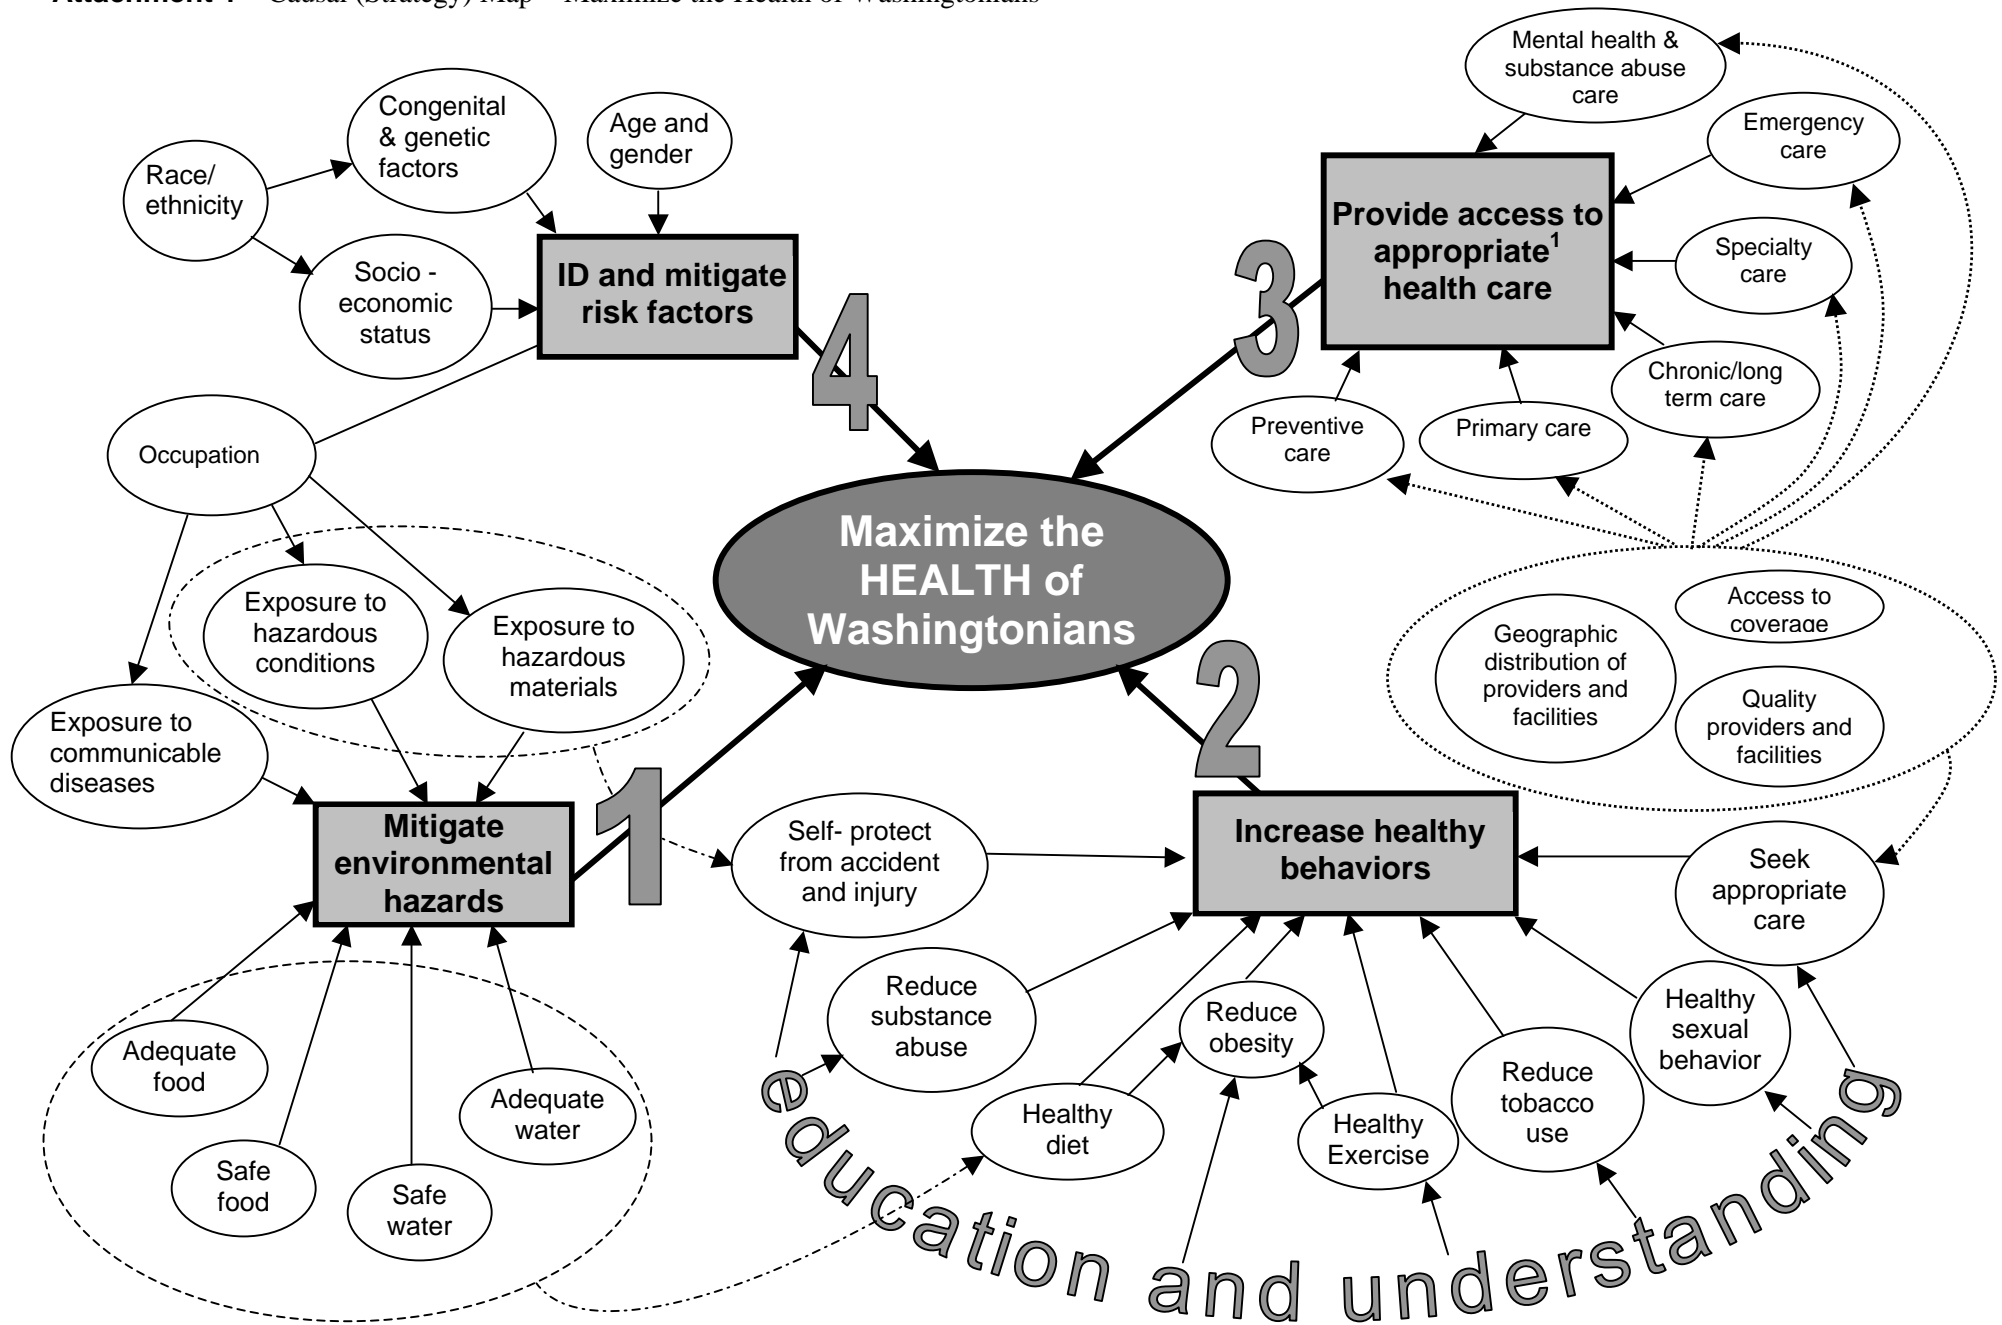 Attachment 1 Causal (Strategy) Map – Maximize the Health of Washingtonians
Mental health &
substance abuse
care
Emergency
care
Specialty
care
Chronic/long
term care
Primary care
Preventive
care
Provide access to
appropriate1
health care
3
Congenital
& genetic
factors
Age and
gender
Race/
ethnicity
Socio -
economic
status
ID and mitigate
risk factors
4
Occupation
Maximize the
HEALTH of
Washingtonians
Exposure to
hazardous
conditions
Exposure to
hazardous
materials
Exposure to
communicable
diseases
Mitigate
environmental
hazards
1
Adequate
food
Safe
food
Safe
water
Adequate
water
Access to
coverage
Geographic
distribution of
providers and
facilities
Quality
providers and
facilities
2
Increase healthy
behaviors
Self- protect
from accident
and injury
Seek
appropriate
care
Reduce
substance
abuse
Reduce
obesity
Healthy
sexual
behavior
Healthy
diet
Healthy
Exercise
Reduce
tobacco
use
education and understanding